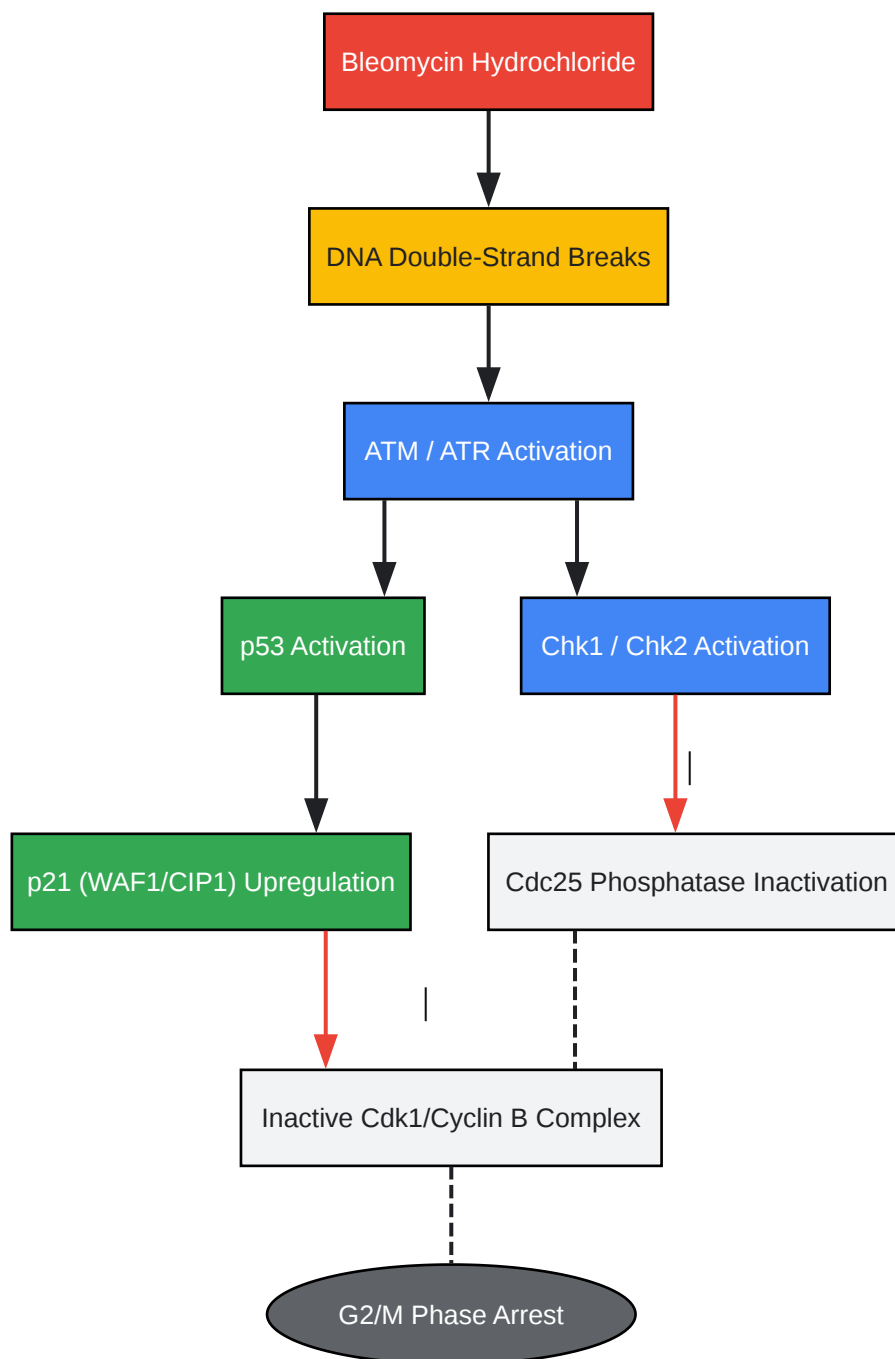 Bleomycin Hydrochloride
DNA Double-Strand Breaks
ATM / ATR Activation
p53 Activation
Chk1 / Chk2 Activation
|
p21 (WAF1/CIP1) Upregulation
Cdc25 Phosphatase Inactivation
|
Inactive Cdk1/Cyclin B Complex
G2/M Phase Arrest